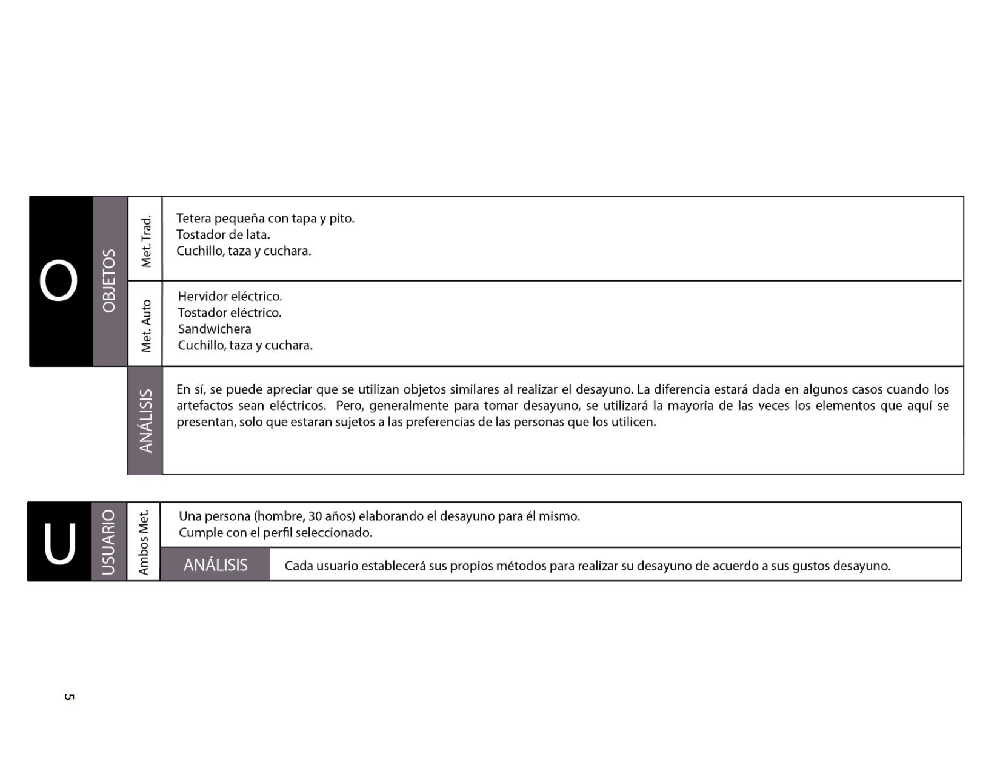 O
OBJETOS
Met. Trad.
Tetera pequeña con tapa y pito.
Tostador de lata.
Cuchillo, taza y cuchara.
Met. Auto
Hervidor eléctrico.
Tostador eléctrico.
Sandwichera
Cuchillo, taza y cuchara.
ANÁLISIS
En sí, se puede apreciar que se utilizan objetos similares al realizar el desayuno. La diferencia estará dada en algunos casos cuando los
artefactos sean eléctricos. Pero, generalmente para tomar desayuno, se utilizará la mayoria de las veces los elementos que aquí se
presentan, solo que estaran sujetos a las preferencias de las personas que los utilicen.
U
USUARIO
Ambos Met.
Una persona (hombre, 30 años) elaborando el desayuno para él mismo.
Cumple con el perfil seleccionado.
ANÁLISIS
Cada usuario establecerá sus propios métodos para realizar su desayuno de acuerdo a sus gustos desayuno.
5